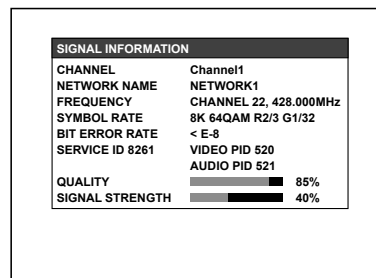 SIGNAL INFORMATION
CHANNEL Channel1
NETWORK NAME NETWORK1
FREQUENCY CHANNEL 22, 428.000MHz
SYMBOL RATE 8K 64QAM R2/3 G1/32
BIT ERROR RATE < E-8
SERVICE ID 8261 VIDEO PID 520
AUDIO PID 521
QUALITY 85%
SIGNAL STRENGTH 40%